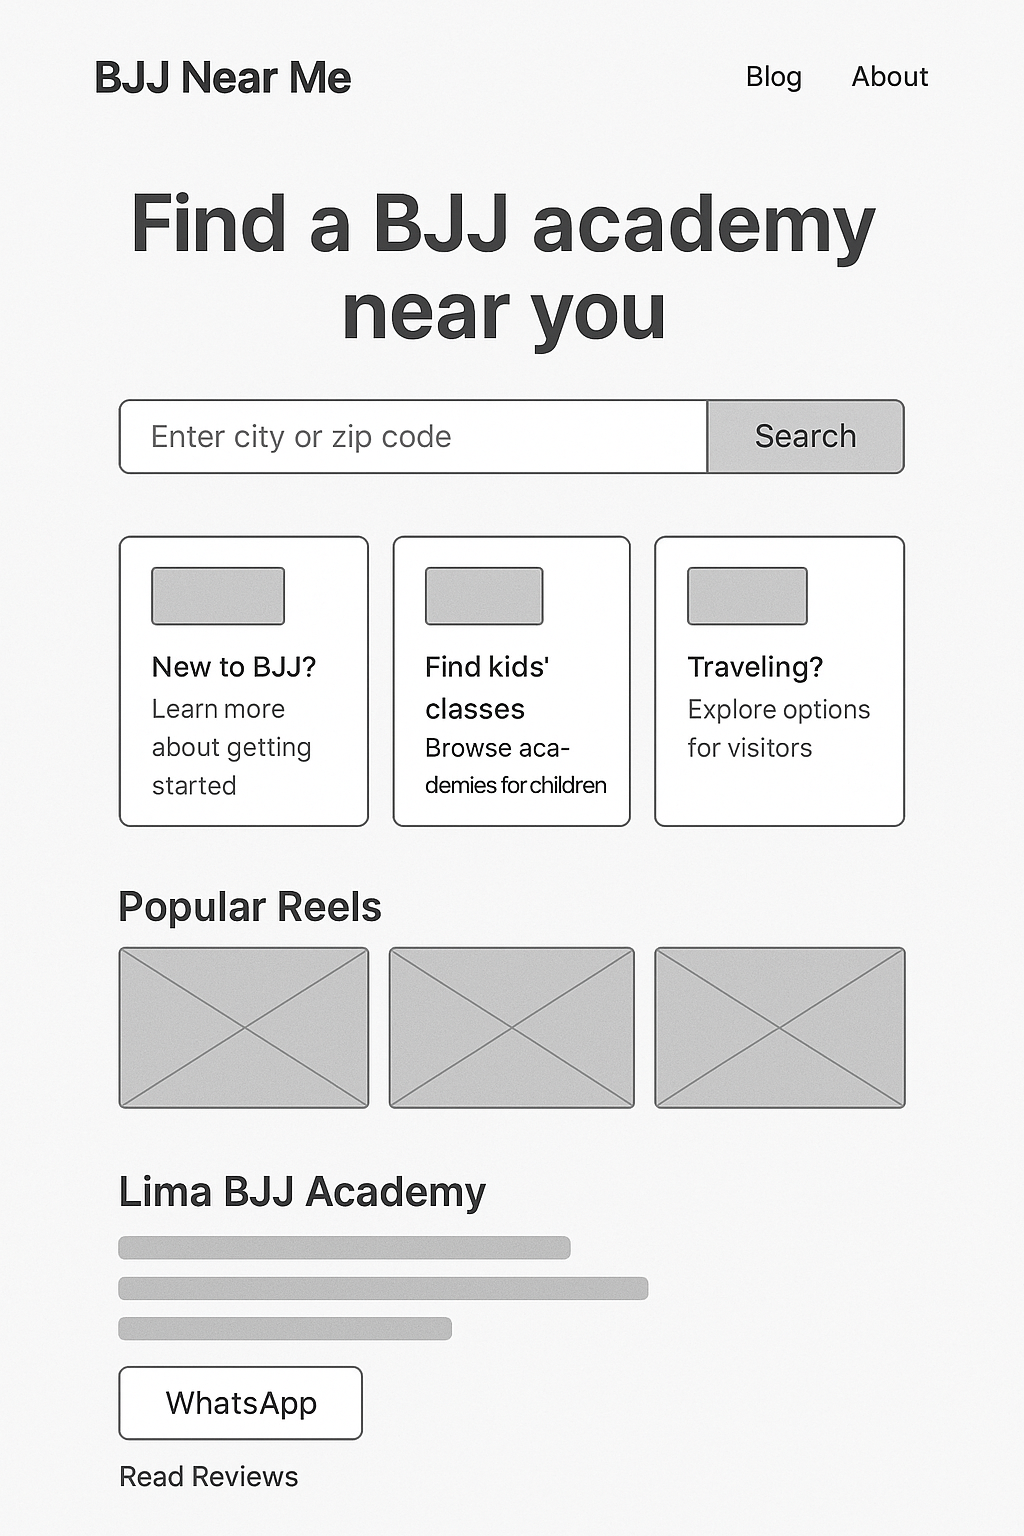 BJJ Near Me
Blog
About
Find a BJJ academy
near you
Enter city or zip code
Search
New to BJJ?
Learn more
about getting
started
Find kids'
classes
Browse aca-
demies for children
Traveling?
Explore options
for visitors
Popular Reels
Lima BJJ Academy
WhatsApp
Read Reviews